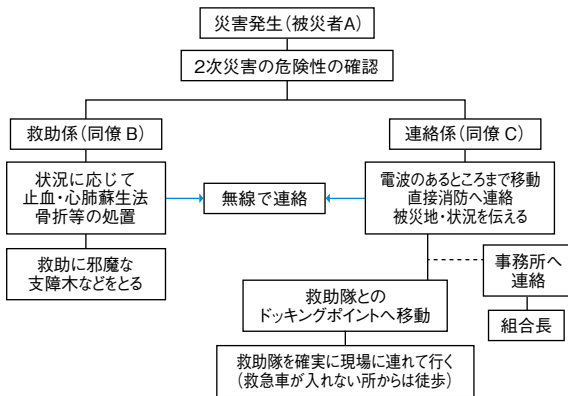 災害発生（被災者A）
2次災害の危険性の確認
救助係（同僚B）
連絡係（同僚C）
状況に応じて
止血・心肺蘇生法
骨折等の処置
無線で連絡
電波のあるところまで移動
直接消防へ連絡
被災地・状況を伝える
救助に邪魔な
支障木などをとる
事務所へ
連絡
救助隊との
ドッキングポイントへ移動
組合長
救助隊を確実に現場に連れて行く
（救急車が入れない所からは徒歩）